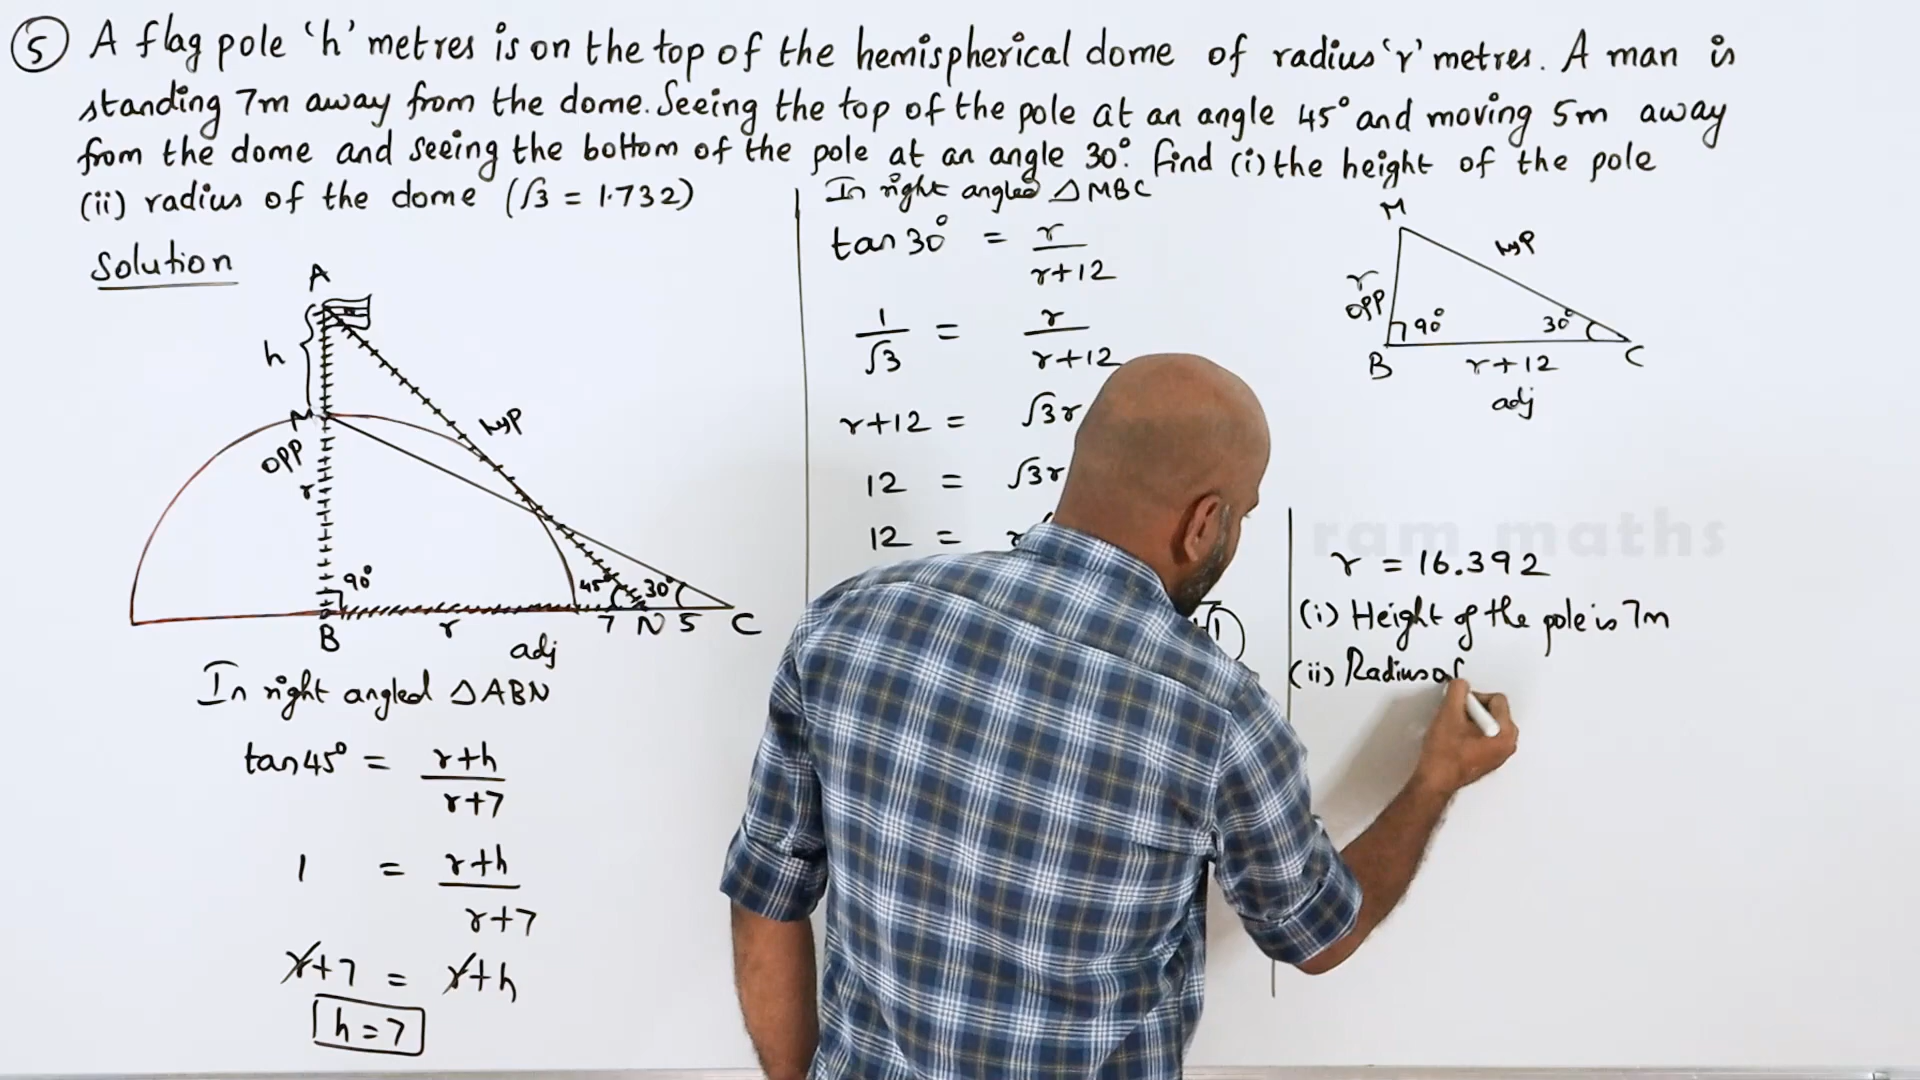 5 A flag pole 'h' metres is on the top of the hemispherical dome of radius 'r' metres. A man is
standing 7m away from the dome. Seeing the top of the pole at an angle 45° and moving 5m away
from the dome and seeing the bottom of the pole at an angle 30°. Find (i) the height of the pole
(ii) radius of the dome (√3 = 1.732)
Solution
A
h
M
hyp
opp
r
90°
45°
30°
B
r
7
N
5
C
adj
In right angled △ABN
tan45° = r+h / r+7
1 = r+h / r+7
r+7 = r+h
h = 7
In right angled △MBC
tan 30° = r / r+12
1/√3 = r / r+12
r+12 = √3r
12 = √3r
12 =
M
hyp
r
opp
90°
30°
B
r+12
C
adj
ram maths
r = 16.392
(i) Height of the pole is 7m
(ii) Radius of